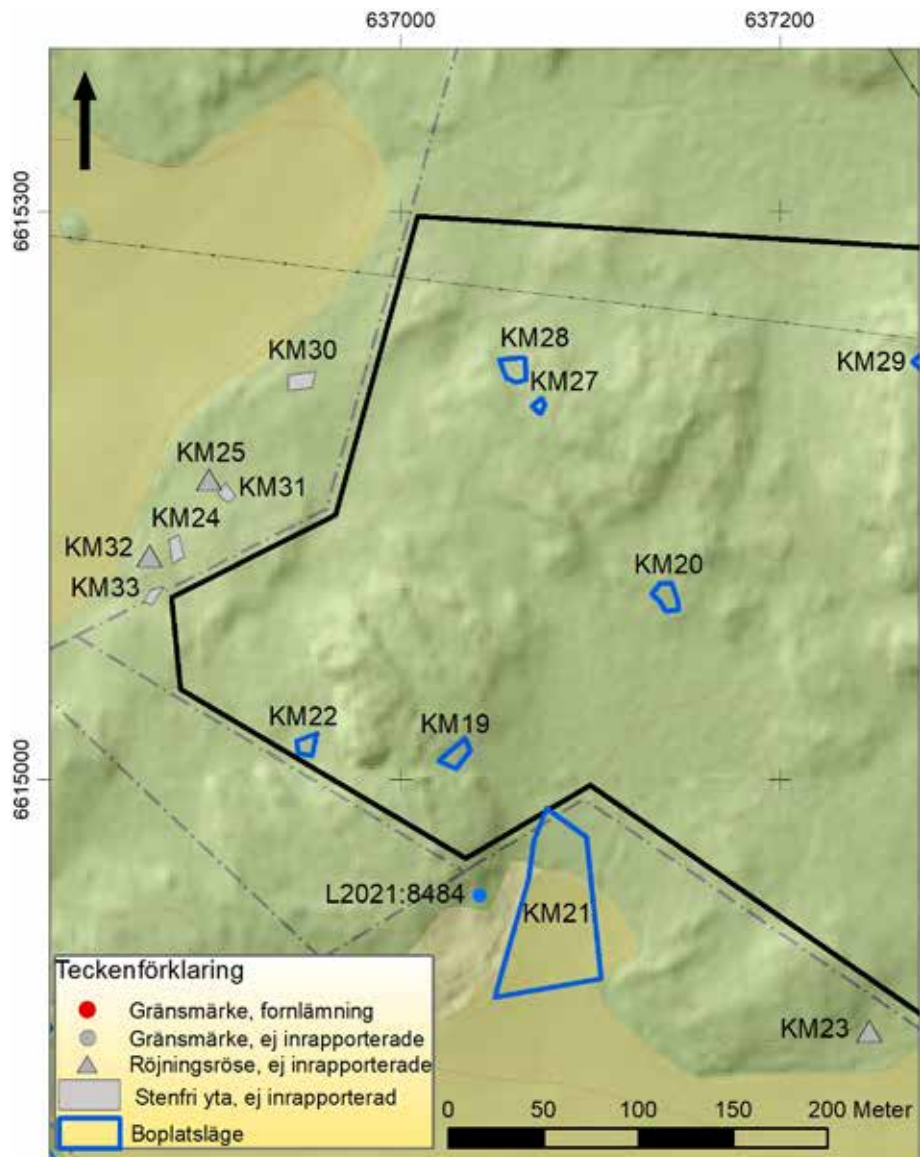 637000
637200
6615300
KM28
KM30
KM29
KM27
KM25
KM31
KM24
KM32
KM20
KM33
KM22
KM19
6615000
L2021:8484
KM21
Teckenförklaring
Gränsmärke, fornlämning
Gränsmärke, ej inrapporterade
Röjningsröse, ej inrapporterade
Stenfri yta, ej inrapporterad
Boplatsläge
KM23
0 50 100 150 200 Meter